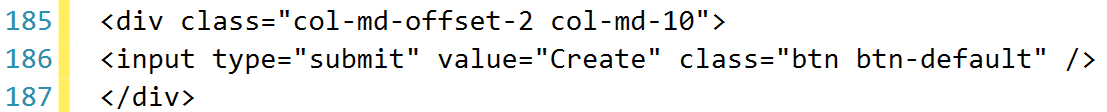 185 <div class="col-md-offset-2 col-md-10">
186 <input type="submit" value="Create" class="btn btn-default" />
187 </div>